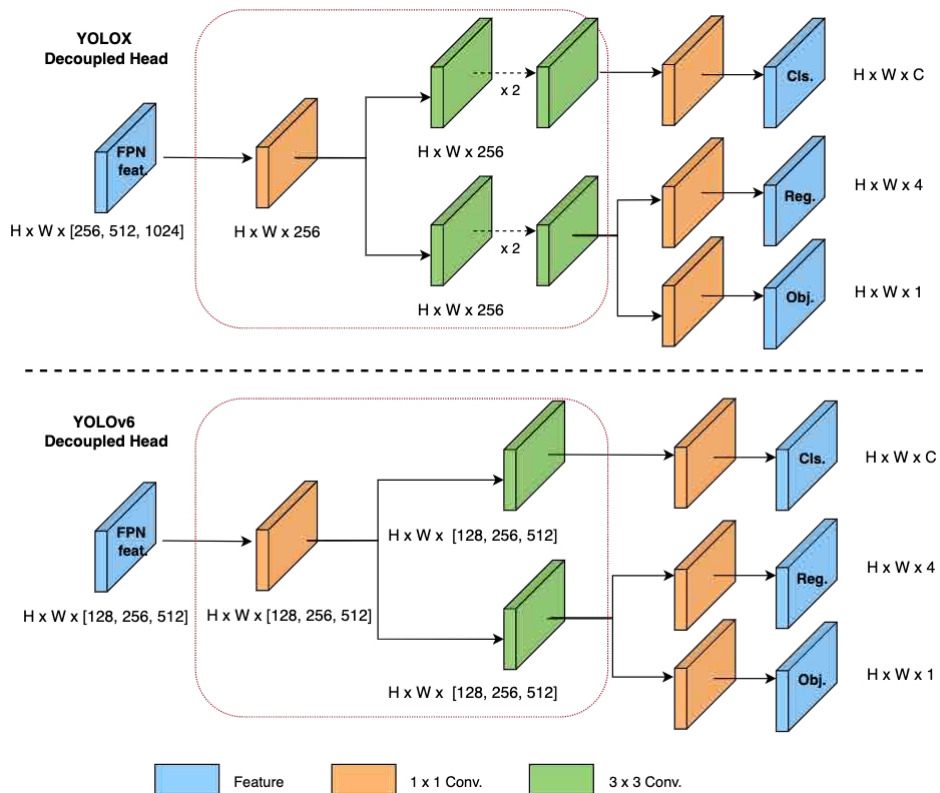 YOLOX
Decoupled Head
FPN
feat.
H x W x [256, 512, 1024]
H x W x 256
x 2
H x W x 256
x 2
H x W x 256
Cls.
H x W x C
Reg.
H x W x 4
Obj.
H x W x 1
YOLOv6
Decoupled Head
FPN
feat.
H x W x [128, 256, 512]
H x W x [128, 256, 512]
H x W x [128, 256, 512]
H x W x [128, 256, 512]
Cls.
H x W x C
Reg.
H x W x 4
Obj.
H x W x 1
Feature
1 x 1 Conv.
3 x 3 Conv.